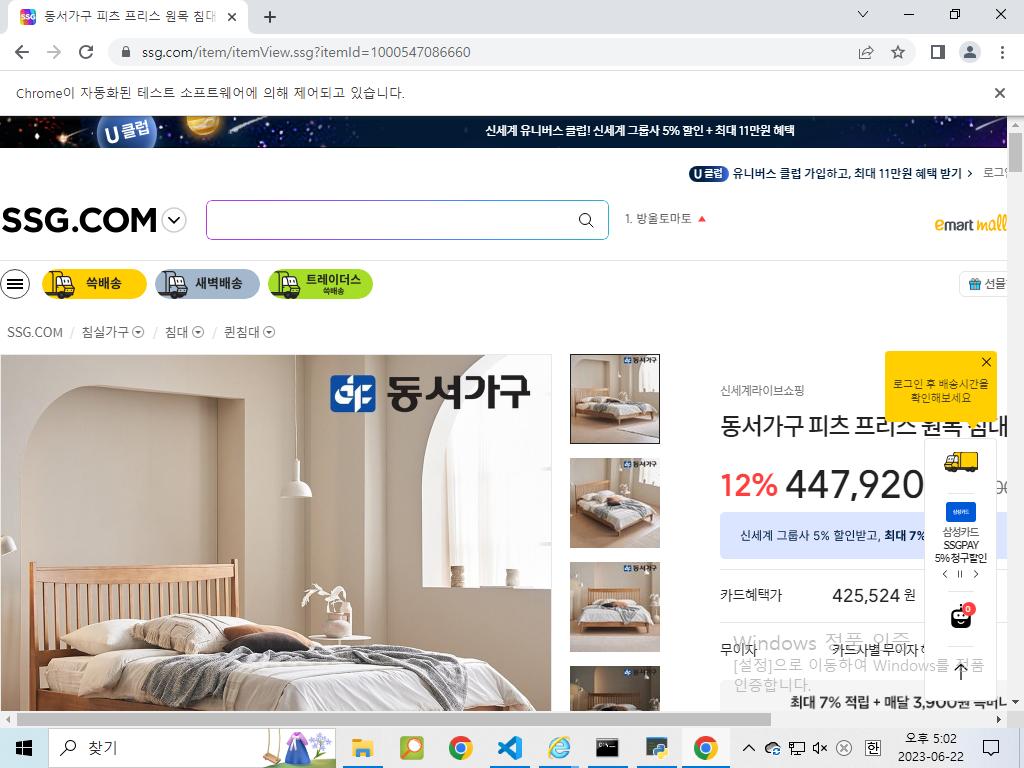 동서가구 피츠 프리즈 원목 침대
ssg.com/item/itemView.ssg?itemId=1000547086660
Chrome이 자동화된 테스트 소프트웨어에 의해 제어되고 있습니다.
U 클럽
신세계 유니버스 클럽! 신세계 그룹사 5% 할인 + 최대 11만원 혜택
U 클럽 유니버스 클럽 가입하고, 최대 11만원 혜택 받기
SSG.COM
1. 방울토마토
emart mall
쓱배송
새벽배송
트레이더스
쓱배송
선물
SSG.COM / 침실가구 / 침대 / 퀸침대
동서가구
신세계라이브쇼핑
로그인 후 배송시간을
확인해보세요
동서가구 피츠 프리즈 원목 침대
12% 447,920
신세계 그룹사 5% 할인받고, 최대 7%
삼성카드
삼성카드
SSGPAY
5% 청구할인
카드혜택가 425,524 원
0
무이자 카드사별 무이자
Windows 정품 인증
[설정]으로 이동하여 Windows를 정품
인증합니다.
최대 7% 적립 + 매달 3,900원
찾기
한
오후 5:02
2023-06-22